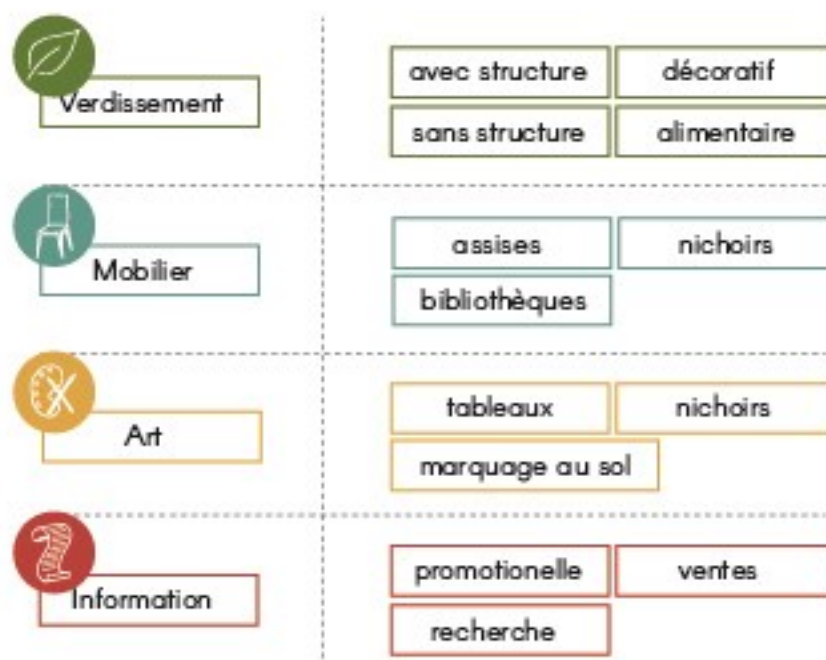 Verdissement
avec structure
décoratif
sans structure
alimentaire
Mobilier
assises
nichoirs
bibliothèques
Art
tableaux
nichoirs
marquage au sol
Information
promotionelle
ventes
recherche